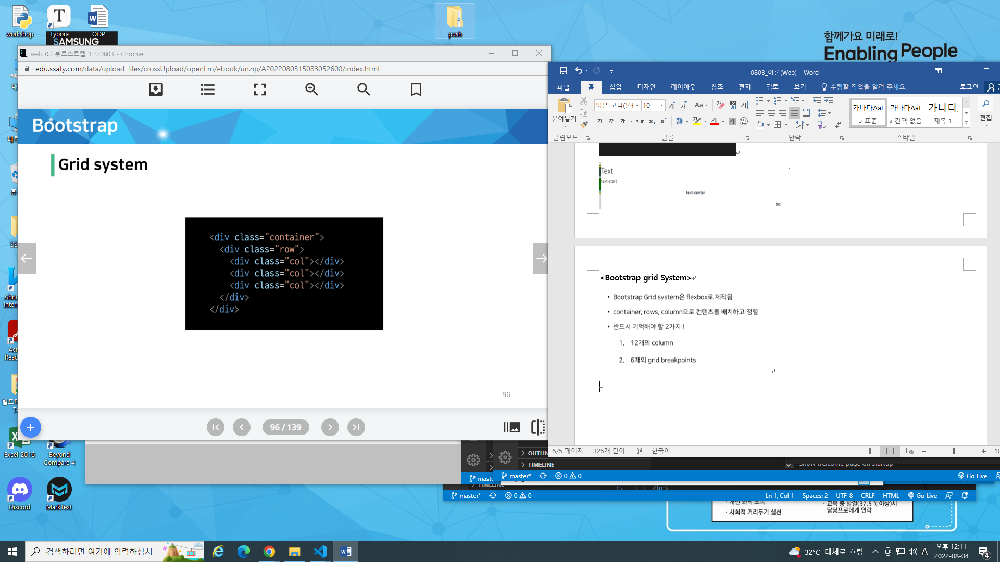 workshop
Typora
OOP
SAMSUNG
push
함께가요 미래로!
Enabling People
web_03_부트스트랩_1.220803 - Chrome
edu.ssafy.com/data/upload_files/crossUpload/openLrn/ebook/unzip/A2022080315083052600/index.html
Bootstrap
Grid system
<div class="container">
<div class="row">
<div class="col"></div>
<div class="col"></div>
<div class="col"></div>
</div>
</div>
96
96 / 139
0803_이론(Web) - Word
파일 홈 삽입 디자인 레이아웃 참조 편지 검토 보기 수행할 작업을 알려 주세요. 로그인
붙여넣기
맑은 고딕(본문 10
가나다AaB 가나다AaB 가나다
표준 간격 없음 제목 1
편집
클립보드 글꼴 단락 스타일
Text
text-start
text-center
tex
<Bootstrap grid System>
• Bootstrap Grid system은 flexbox로 제작됨
• container, rows, column으로 컨텐츠를 배치하고 정렬
• 반드시 기억해야 할 2가지 !
1. 12개의 column
2. 6개의 grid breakpoints
5/5 페이지 325개 단어 한국어
Excel 2016
Beyond Compare 4
Discord
MarkText
OUTLIN
TIMELINE
Show welcome page on startup
master* 0 0 Go Live
TIMELINE
35 <hr>
master* 0 0 Ln 1, Col 1 Spaces: 2 UTF-8 CRLF HTML Go Live
· 사회적 거리두기 실천
· 교육 중 발열(37.5 ℃이상)시
담당프로에게 연락
검색하려면 여기에 입력하십시
32°C 대체로 흐림
A
오후 12:11
2022-08-04
4